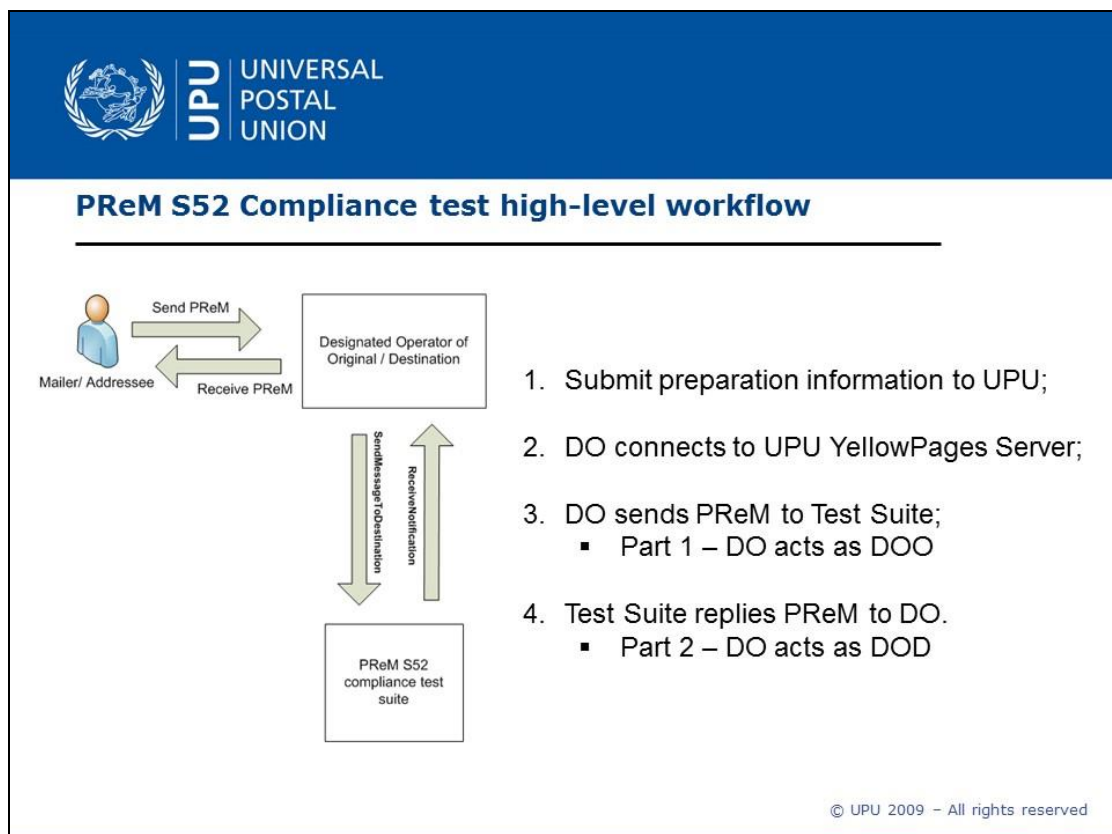 UPU
UNIVERSAL
POSTAL
UNION
PReM S52 Compliance test high-level workflow
Send PReM
Receive PReM
Mailer/ Addressee
Designated Operator of
Original / Destination
SendMessageToDestination
ReceiveNotification
PReM S52
compliance test
suite
1. Submit preparation information to UPU;
2. DO connects to UPU YellowPages Server;
3. DO sends PReM to Test Suite;
▪ Part 1 – DO acts as DOO
4. Test Suite replies PReM to DO.
▪ Part 2 – DO acts as DOD
© UPU 2009 – All rights reserved